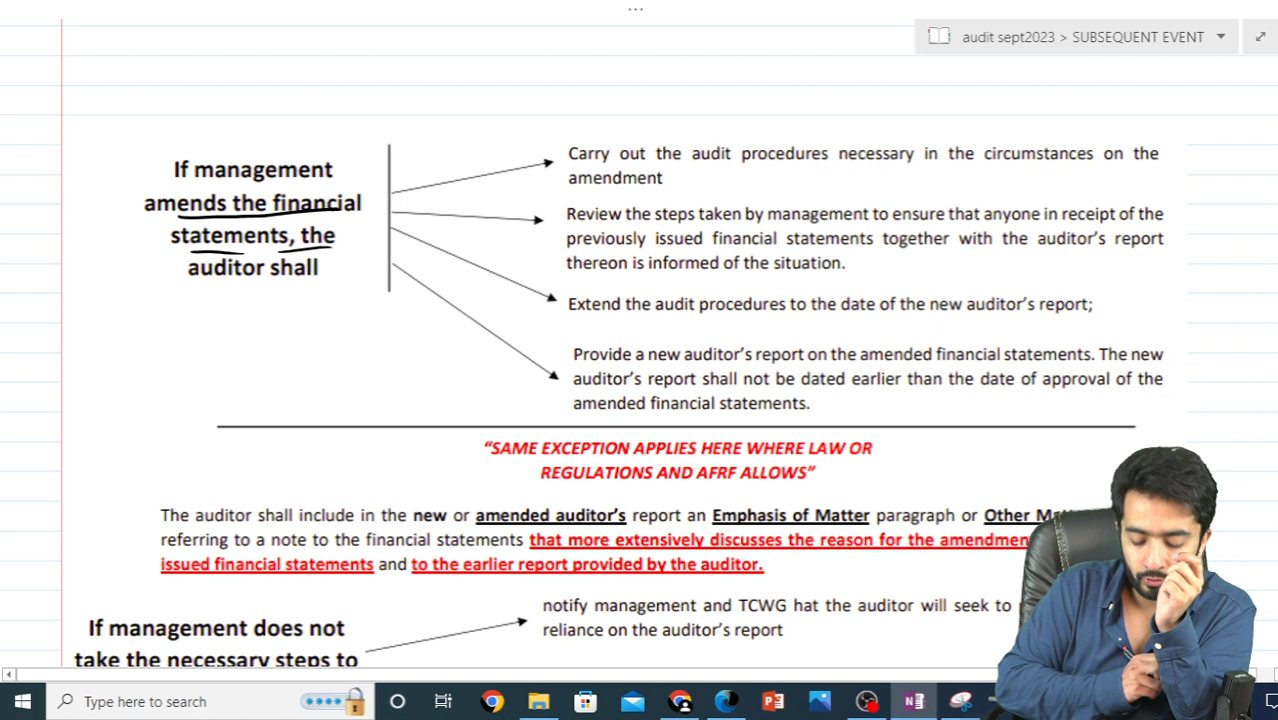 ...
audit sept2023 > SUBSEQUENT EVENT
If management
amends the financial
statements, the
auditor shall
Carry out the audit procedures necessary in the circumstances on the
amendment
Review the steps taken by management to ensure that anyone in receipt of the
previously issued financial statements together with the auditor's report
thereon is informed of the situation.
Extend the audit procedures to the date of the new auditor's report;
Provide a new auditor's report on the amended financial statements. The new
auditor's report shall not be dated earlier than the date of approval of the
amended financial statements.
"SAME EXCEPTION APPLIES HERE WHERE LAW OR
REGULATIONS AND AFRF ALLOWS"
The auditor shall include in the new or amended auditor's report an Emphasis of Matter paragraph or Other
referring to a note to the financial statements that more extensively discusses the reason for the
issued financial statements and to the earlier report provided by the auditor.
If management does not
take the necessary steps to
notify management and TCWG hat the auditor will seek to
reliance on the auditor's report
Type here to search